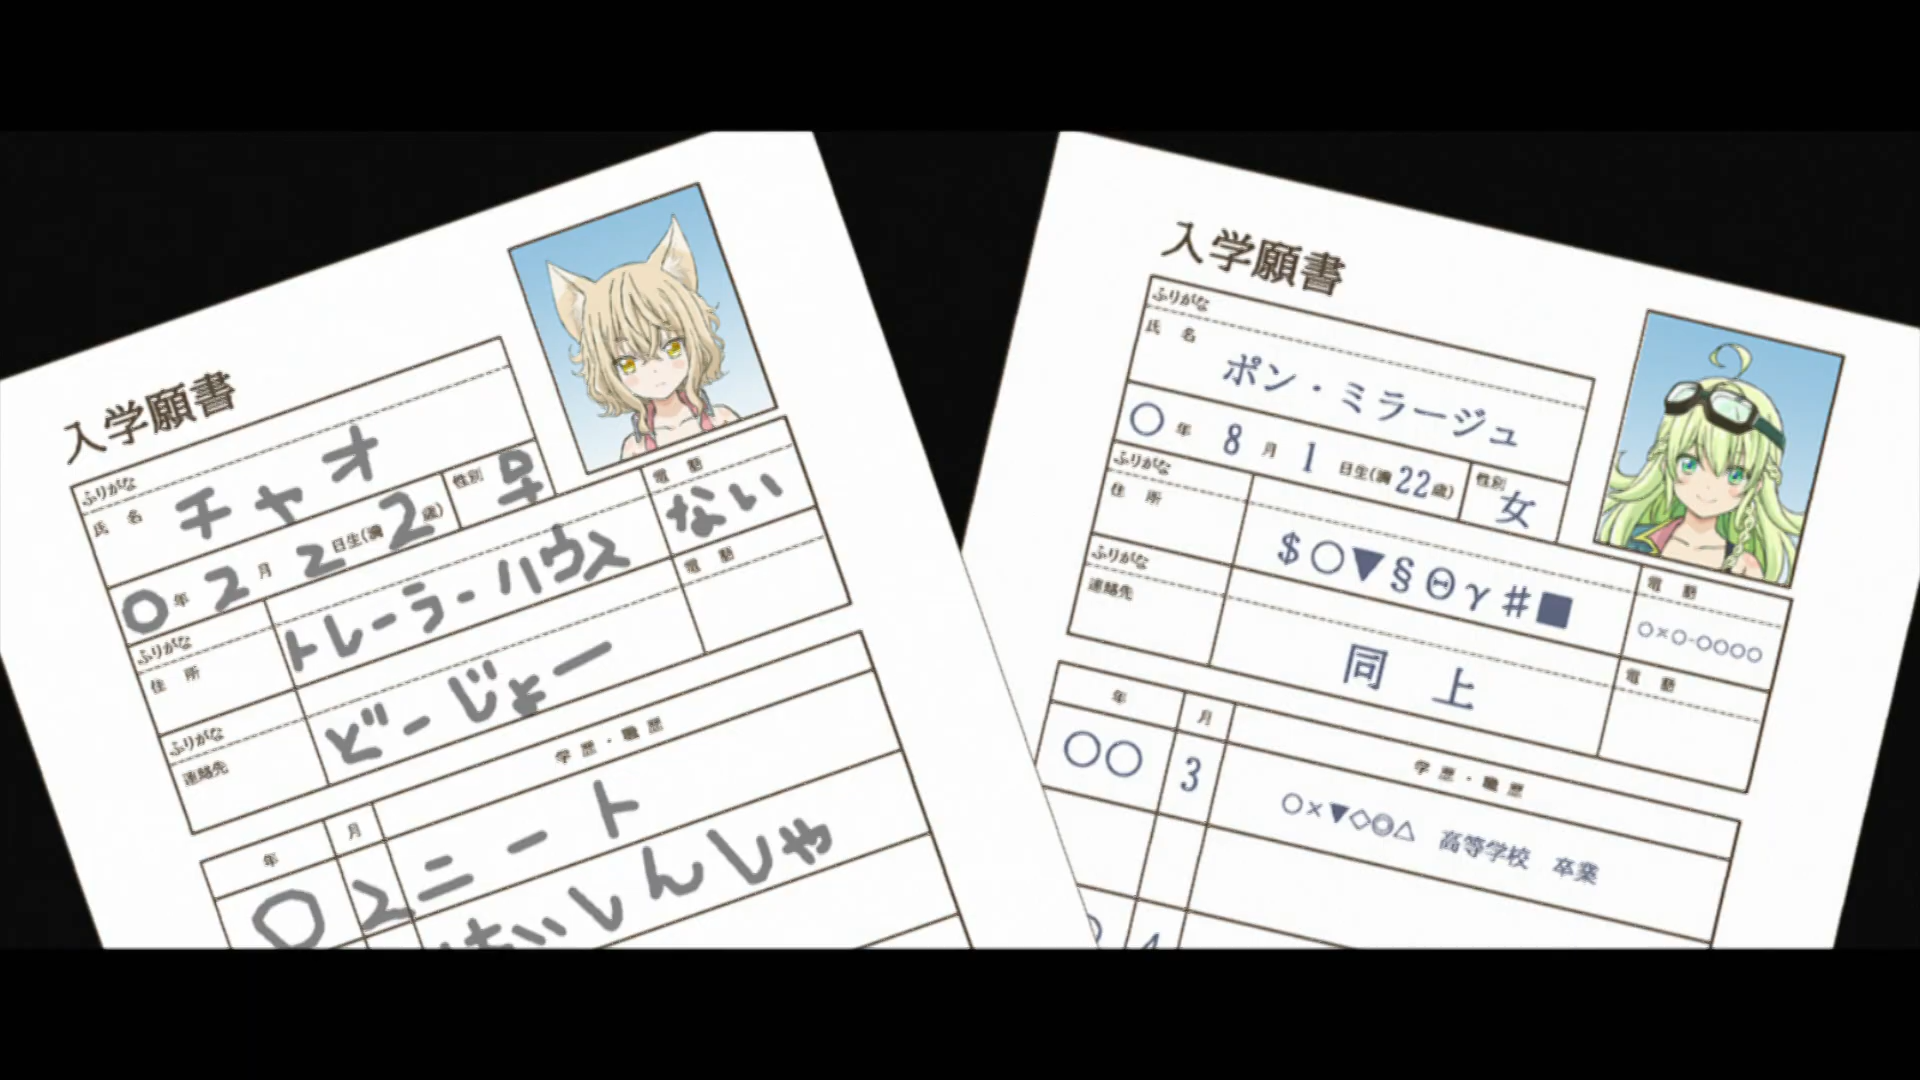 入学願書
ふりがな
氏名 チャオ
〇年 2月 2日生(満2歳) 性別 号
ふりがな
住所 トレーラーハウス 電話 ない
ふりがな
連絡先 どーじょー 電話
年 月 学歴・職歴
〇 2 ニート
はいしんしゃ
入学願書
ふりがな
氏名 ポン・ミラージュ
〇年 8月 1日生(満22歳) 性別 女
ふりがな
住所 $〇▼§Θγ#■ 電話 〇×〇-〇〇〇〇
ふりがな
連絡先 同上 電話
年 月 学歴・職歴
〇〇 3 〇×▼◇◎△ 高等学校 卒業
4